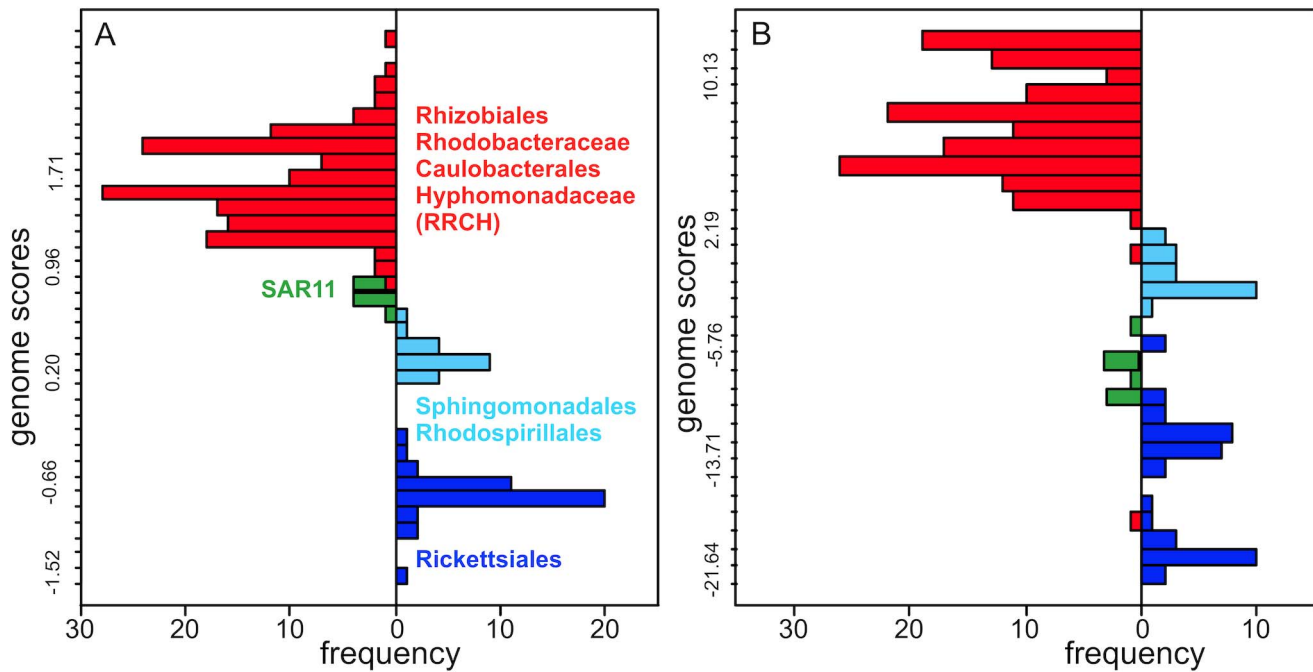 A
Rhizobiales
Rhodobacteraceae
Caulobacterales
Hyphomonadaceae
(RRCH)
SAR11
Sphingomonadales
Rhodospirillales
Rickettsiales
genome scores
1.71
0.96
0.20
-0.66
-1.52
30 20 10 0 10 20
frequency
B
genome scores
10.13
2.19
-5.76
-13.71
-21.64
30 20 10 0 10
frequency